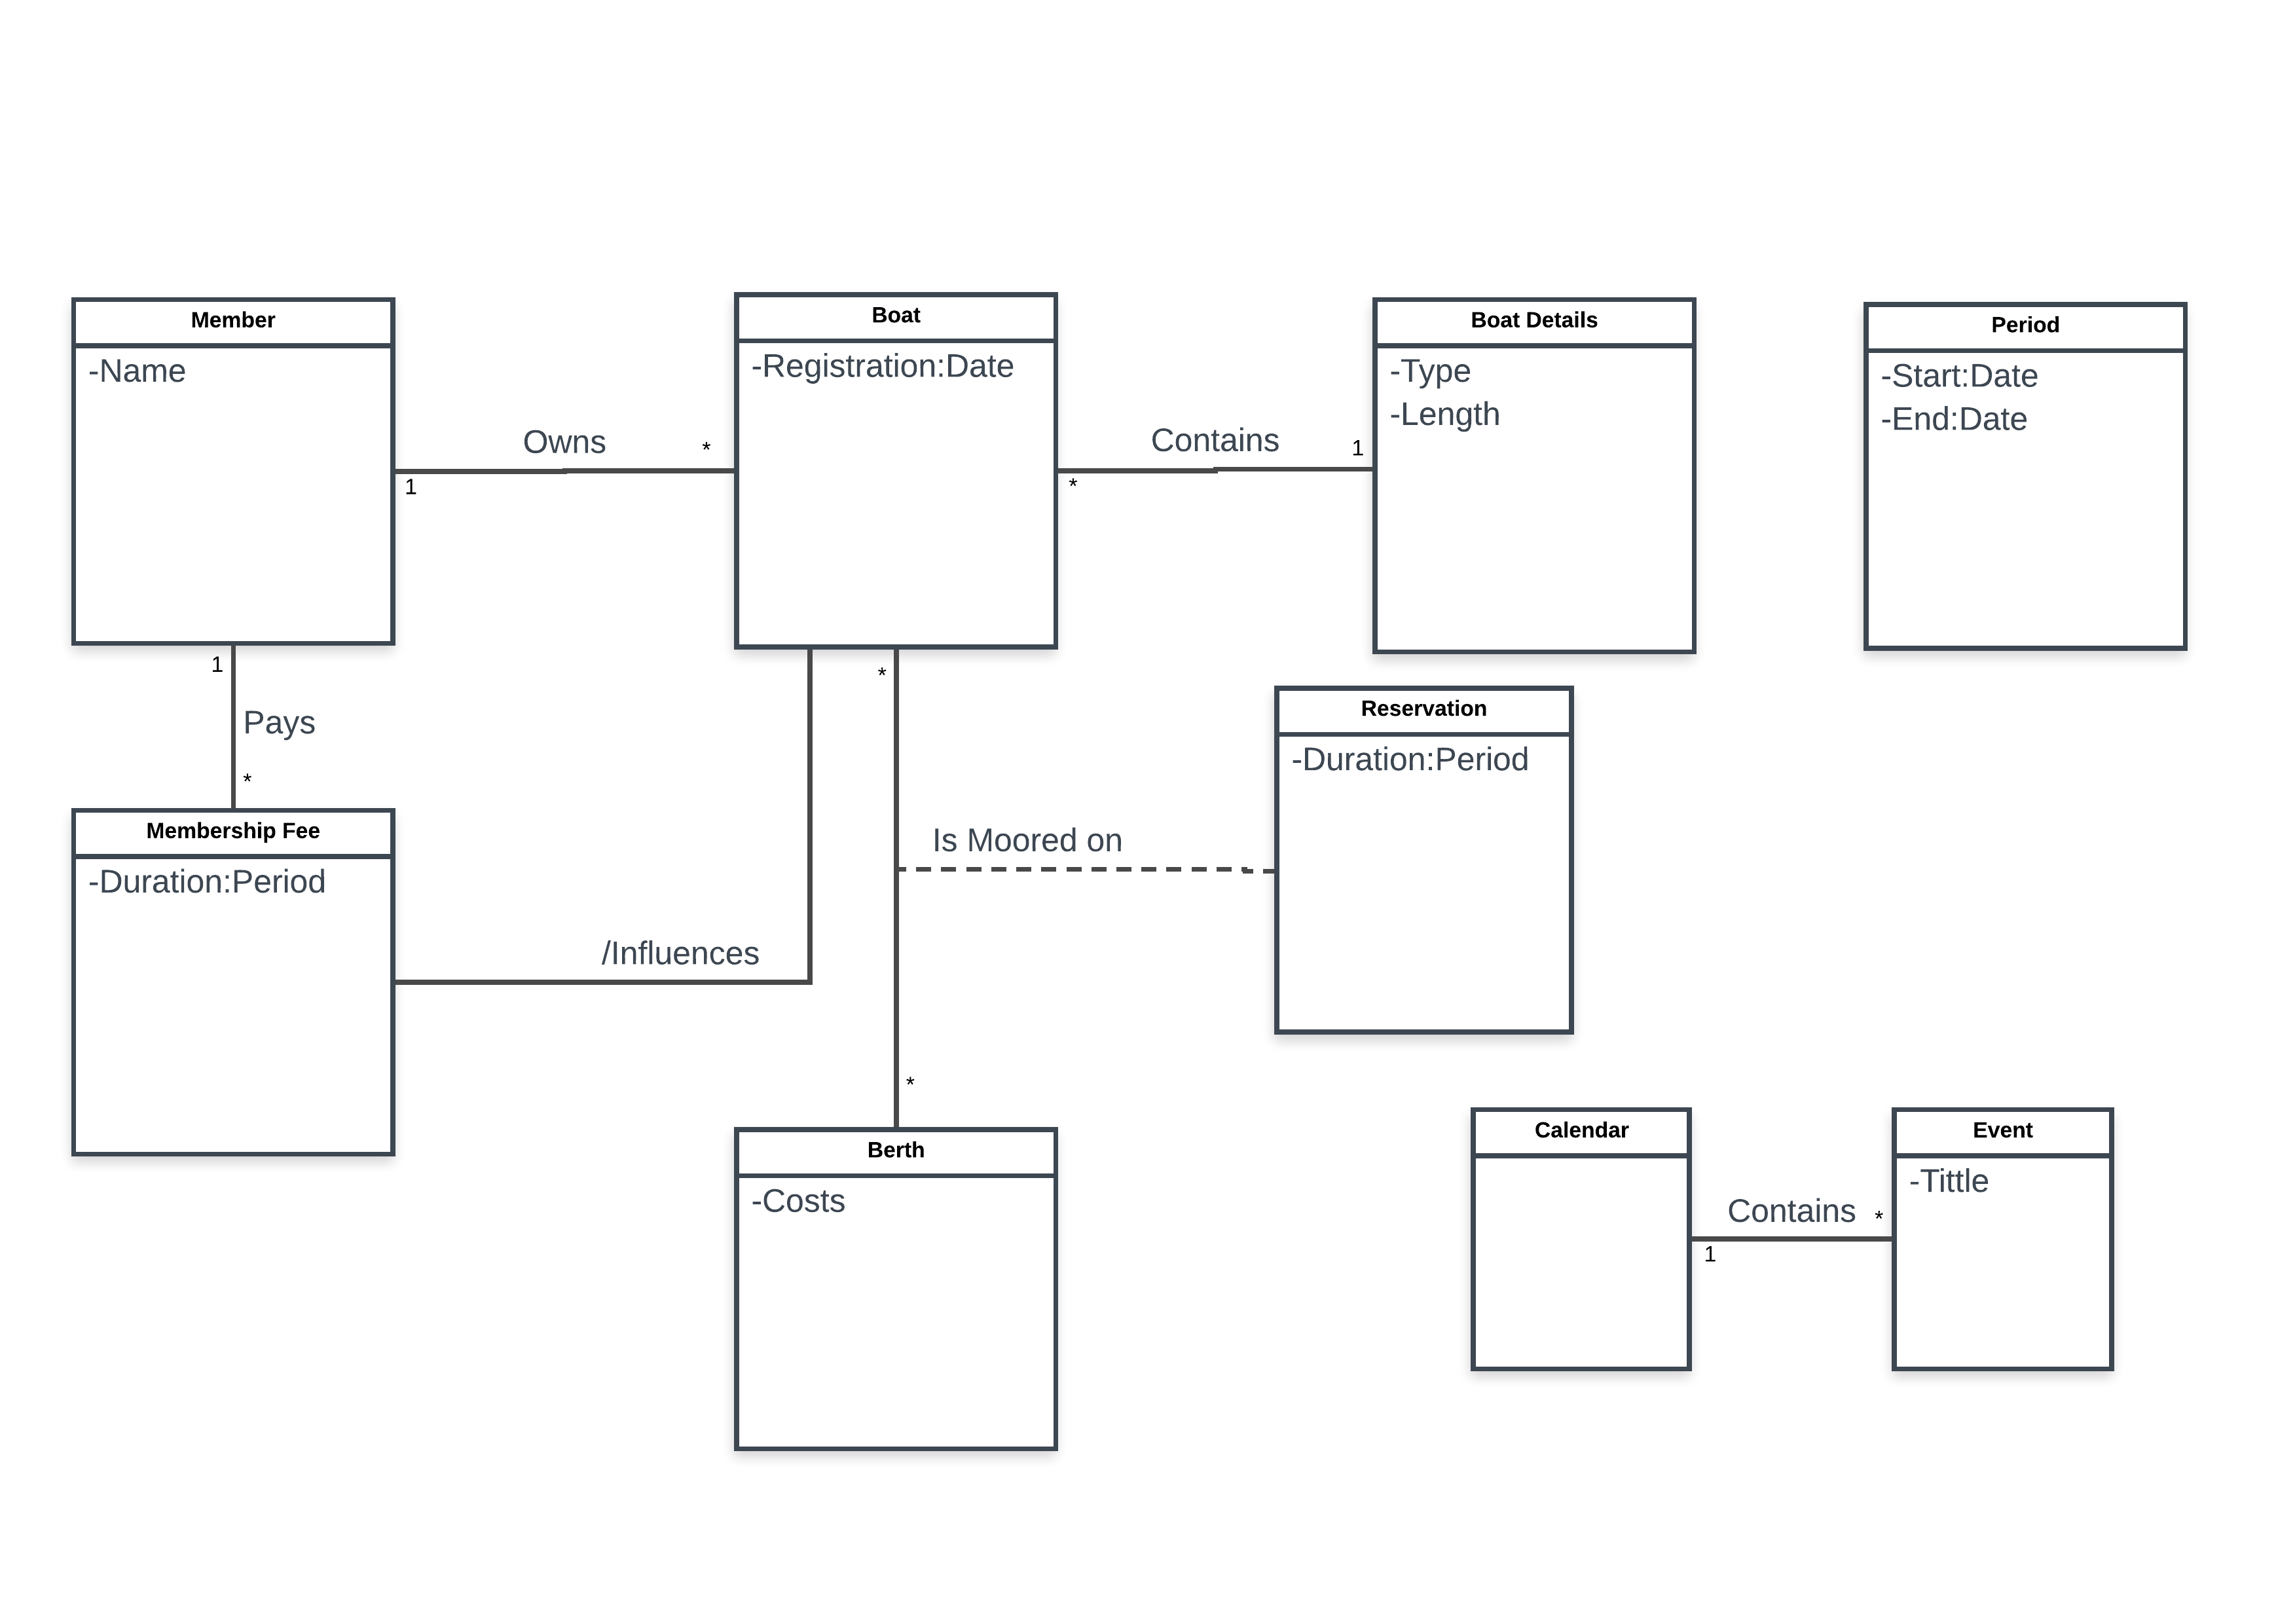 Member
-Name
Owns
1
*
Boat
-Registration:Date
Contains
*
1
Boat Details
-Type
-Length
Period
-Start:Date
-End:Date
1
Pays
*
Membership Fee
-Duration:Period
/Influences
*
Is Moored on
*
Reservation
-Duration:Period
Berth
-Costs
Calendar
Contains
1
*
Event
-Tittle